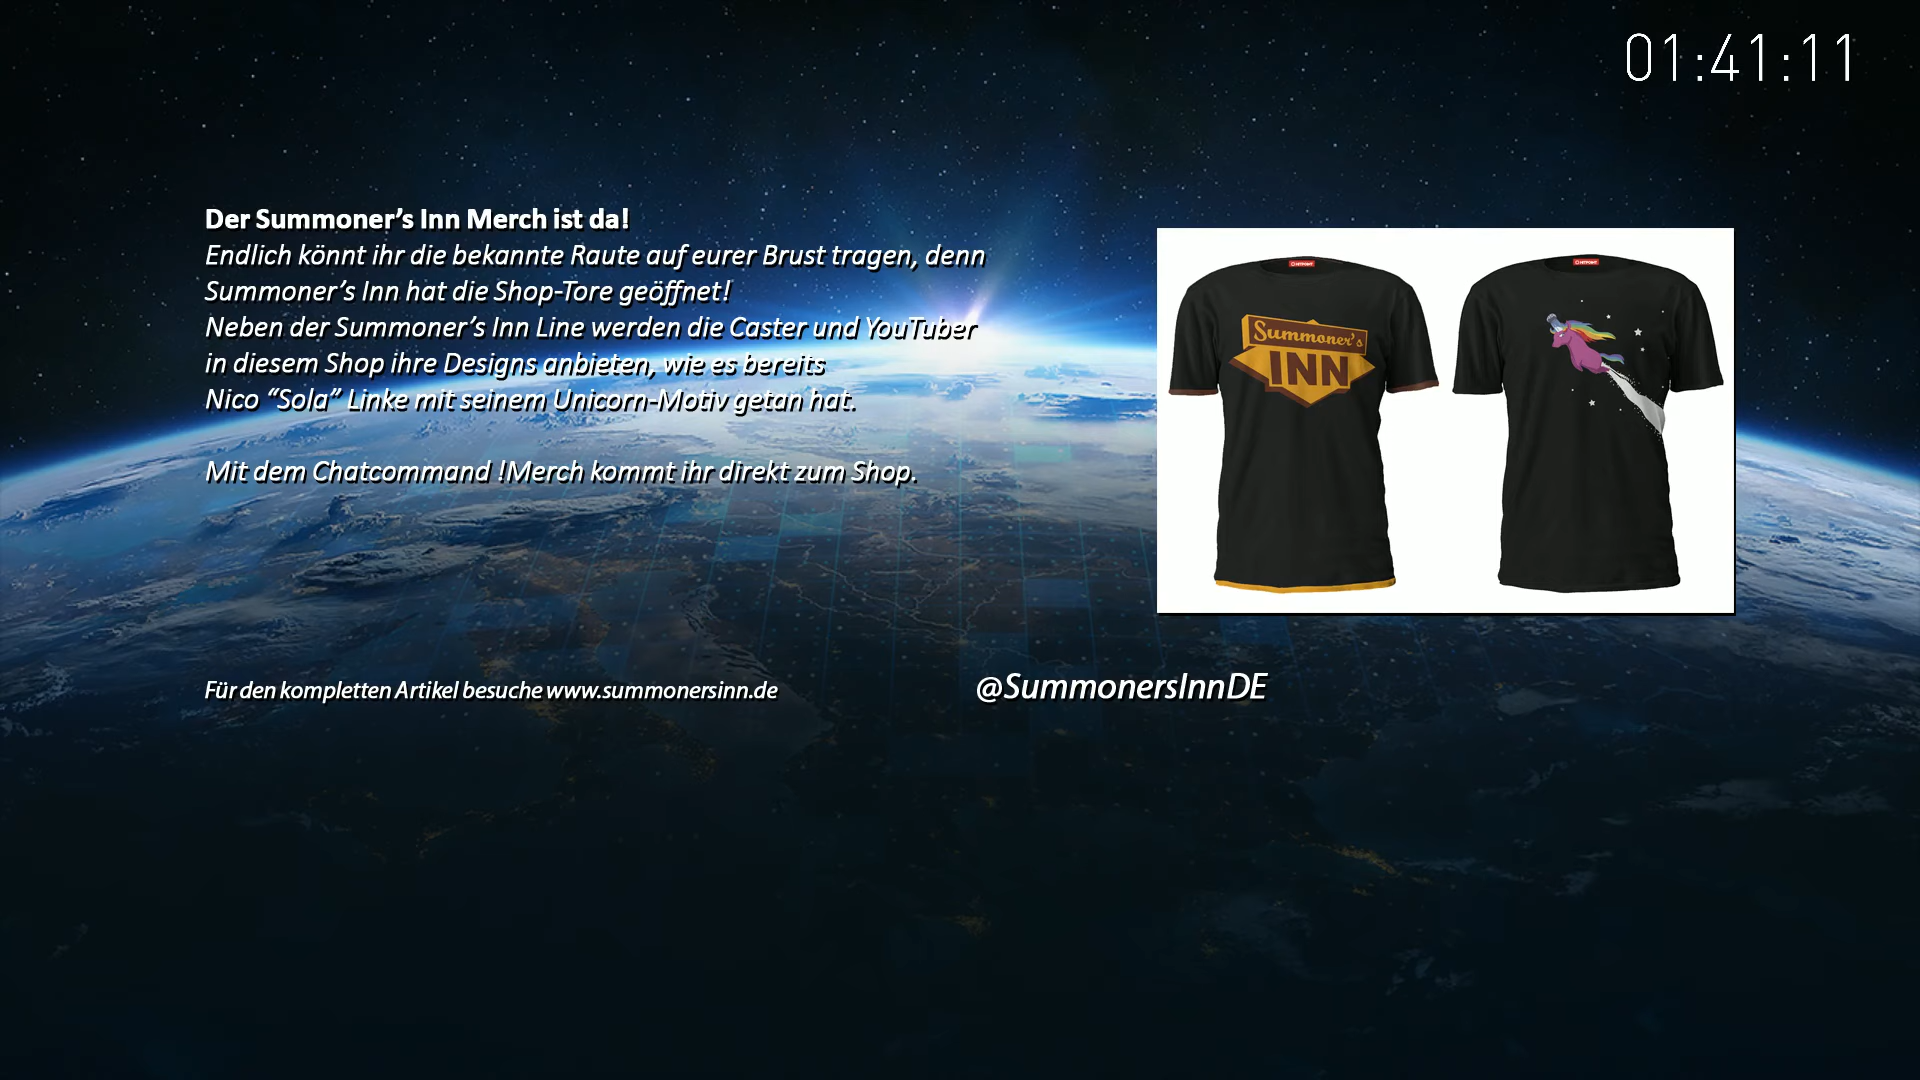 01:41:11
Der Summoner’s Inn Merch ist da!
Endlich könnt ihr die bekannte Raute auf eurer Brust tragen, denn
Summoner’s Inn hat die Shop-Tore geöffnet!
Neben der Summoner’s Inn Line werden die Caster und YouTuber
in diesem Shop ihre Designs anbieten, wie es bereits
Nico “Sola” Linke mit seinem Unicorn-Motiv getan hat.
Mit dem Chatcommand !Merch kommt ihr direkt zum Shop.
Summoner's
INN
Für den kompletten Artikel besuche www.summonersinn.de
@SummonersInnDE